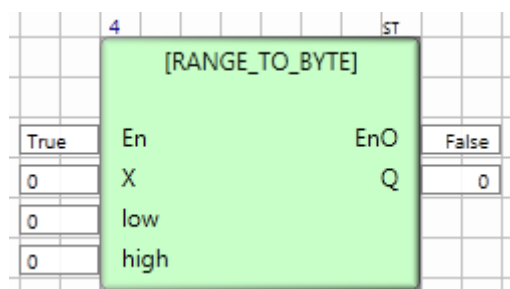 4 ST
[RANGE_TO_BYTE]
True En EnO False
0 X Q 0
0 low
0 high